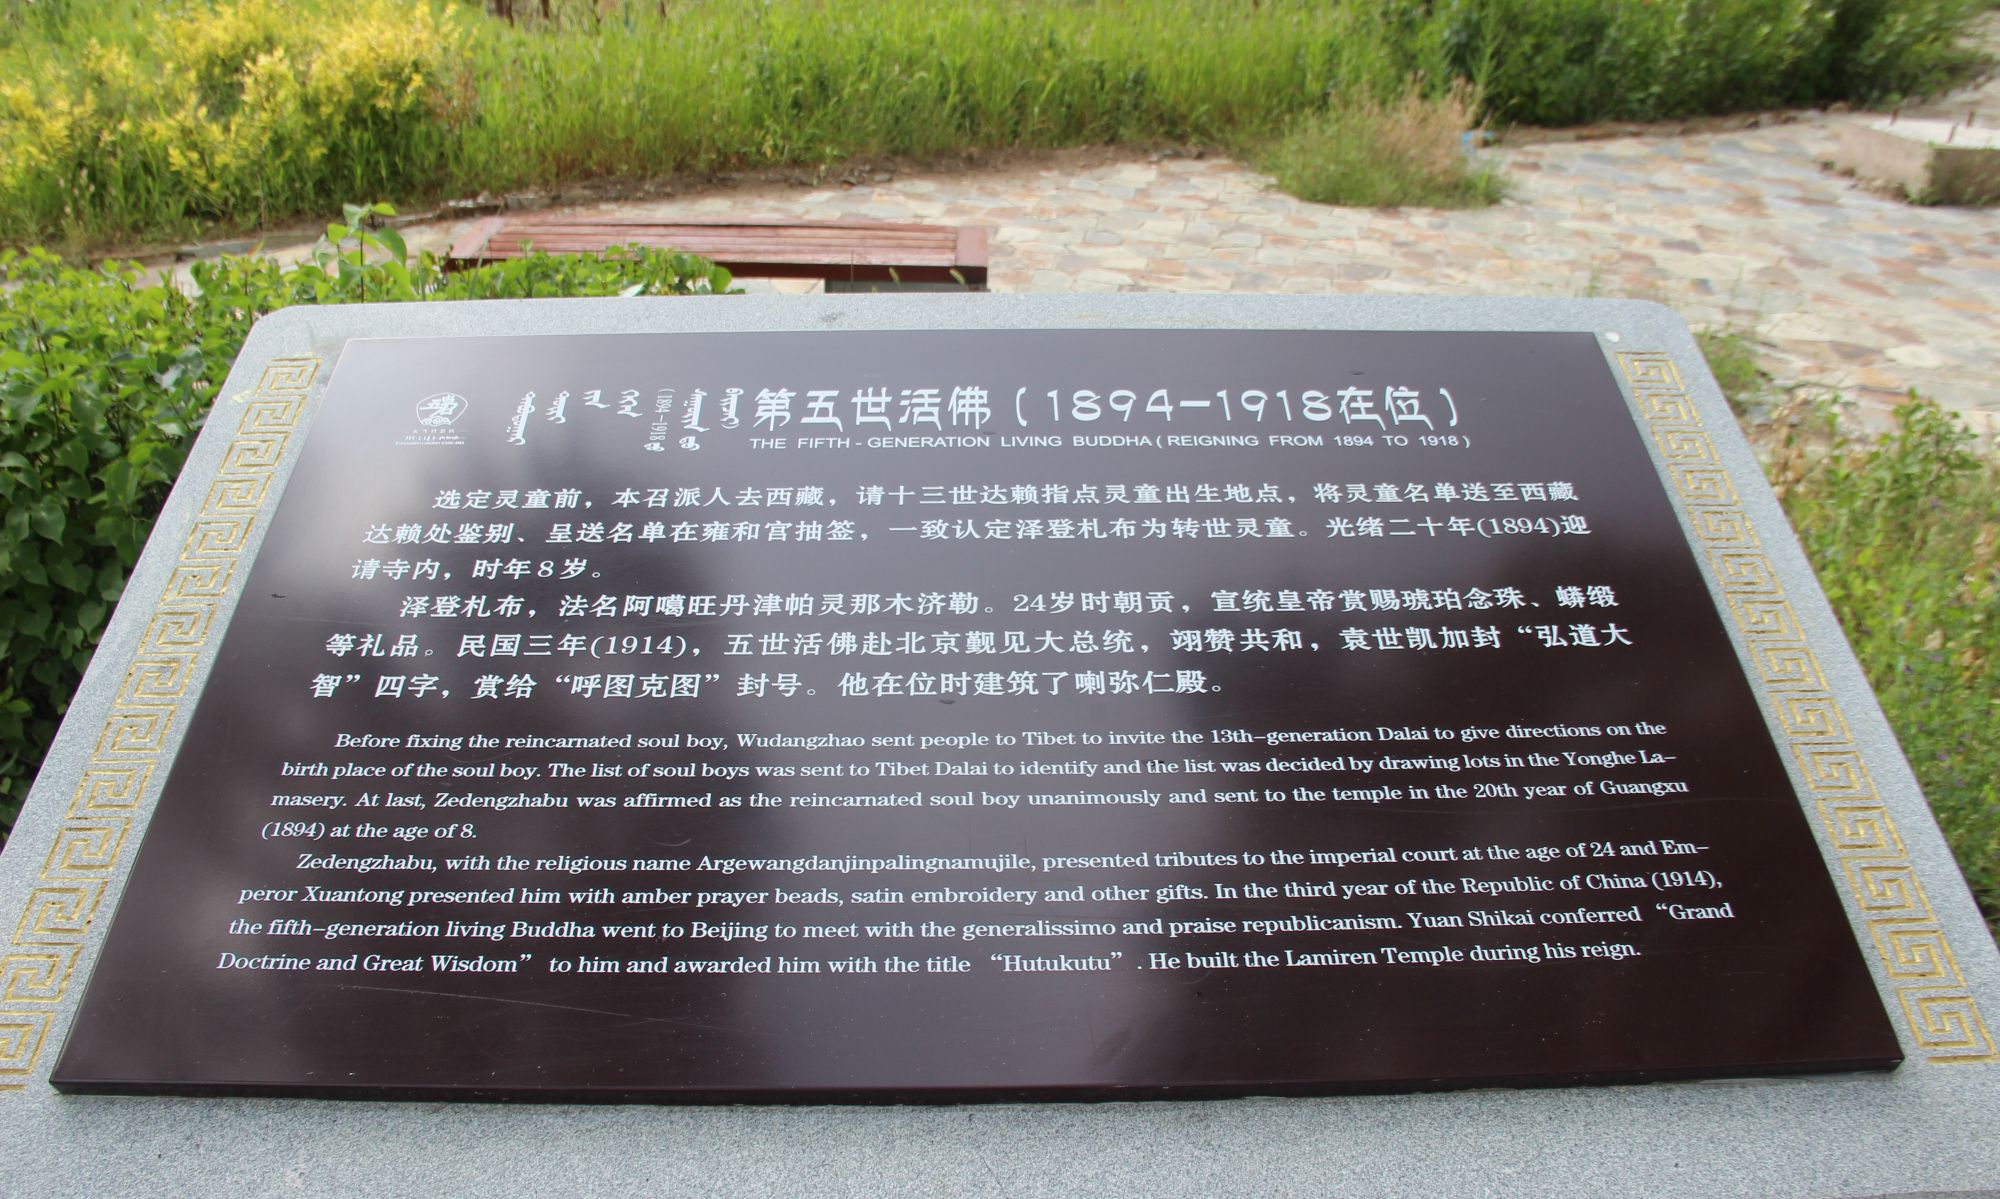 第五世活佛(1894-1918在位)
(1894-1918
THE FIFTH-GENERATION LIVING BUDDHA(REIGNING FROM 1894 TO 1918)
选定灵童前,本召派人去西藏,请十三世达赖指点灵童出生地点,将灵童名单送至西藏
达赖处鉴别、呈送名单在雍和宫抽签,一致认定泽登札布为转世灵童。光绪二十年(1894)迎
请寺内,时年8岁。
泽登札布,法名阿噶旺丹津帕灵那木济勒。24岁时朝贡,宣统皇帝赏赐琥珀念珠、蟒缎
等礼品。民国三年(1914),五世活佛赴北京觐见大总统,翊赞共和,袁世凯加封“弘道大
智”四字,赏给“呼图克图”封号。他在位时建筑了喇弥仁殿。
Before fixing the reincarnated soul boy, Wudangzhao sent people to Tibet to invite the 13th-generation Dalai to give directions on the
birth place of the soul boy. The list of soul boys was sent to Tibet Dalai to identify and the list was decided by drawing lots in the Yonghe La-
masery. At last, Zedengzhabu was affirmed as the reincarnated soul boy unanimously and sent to the temple in the 20th year of Guangxu
(1894) at the age of 8.
Zedengzhabu, with the religious name Argewangdanjinpalingnamujile, presented tributes to the imperial court at the age of 24 and Em-
peror Xuantong presented him with amber prayer beads, satin embroidery and other gifts. In the third year of the Republic of China (1914),
the fifth-generation living Buddha went to Beijing to meet with the generalissimo and praise republicanism. Yuan Shikai conferred “Grand
Doctrine and Great Wisdom” to him and awarded him with the title “Hutukutu”. He built the Lamiren Temple during his reign.